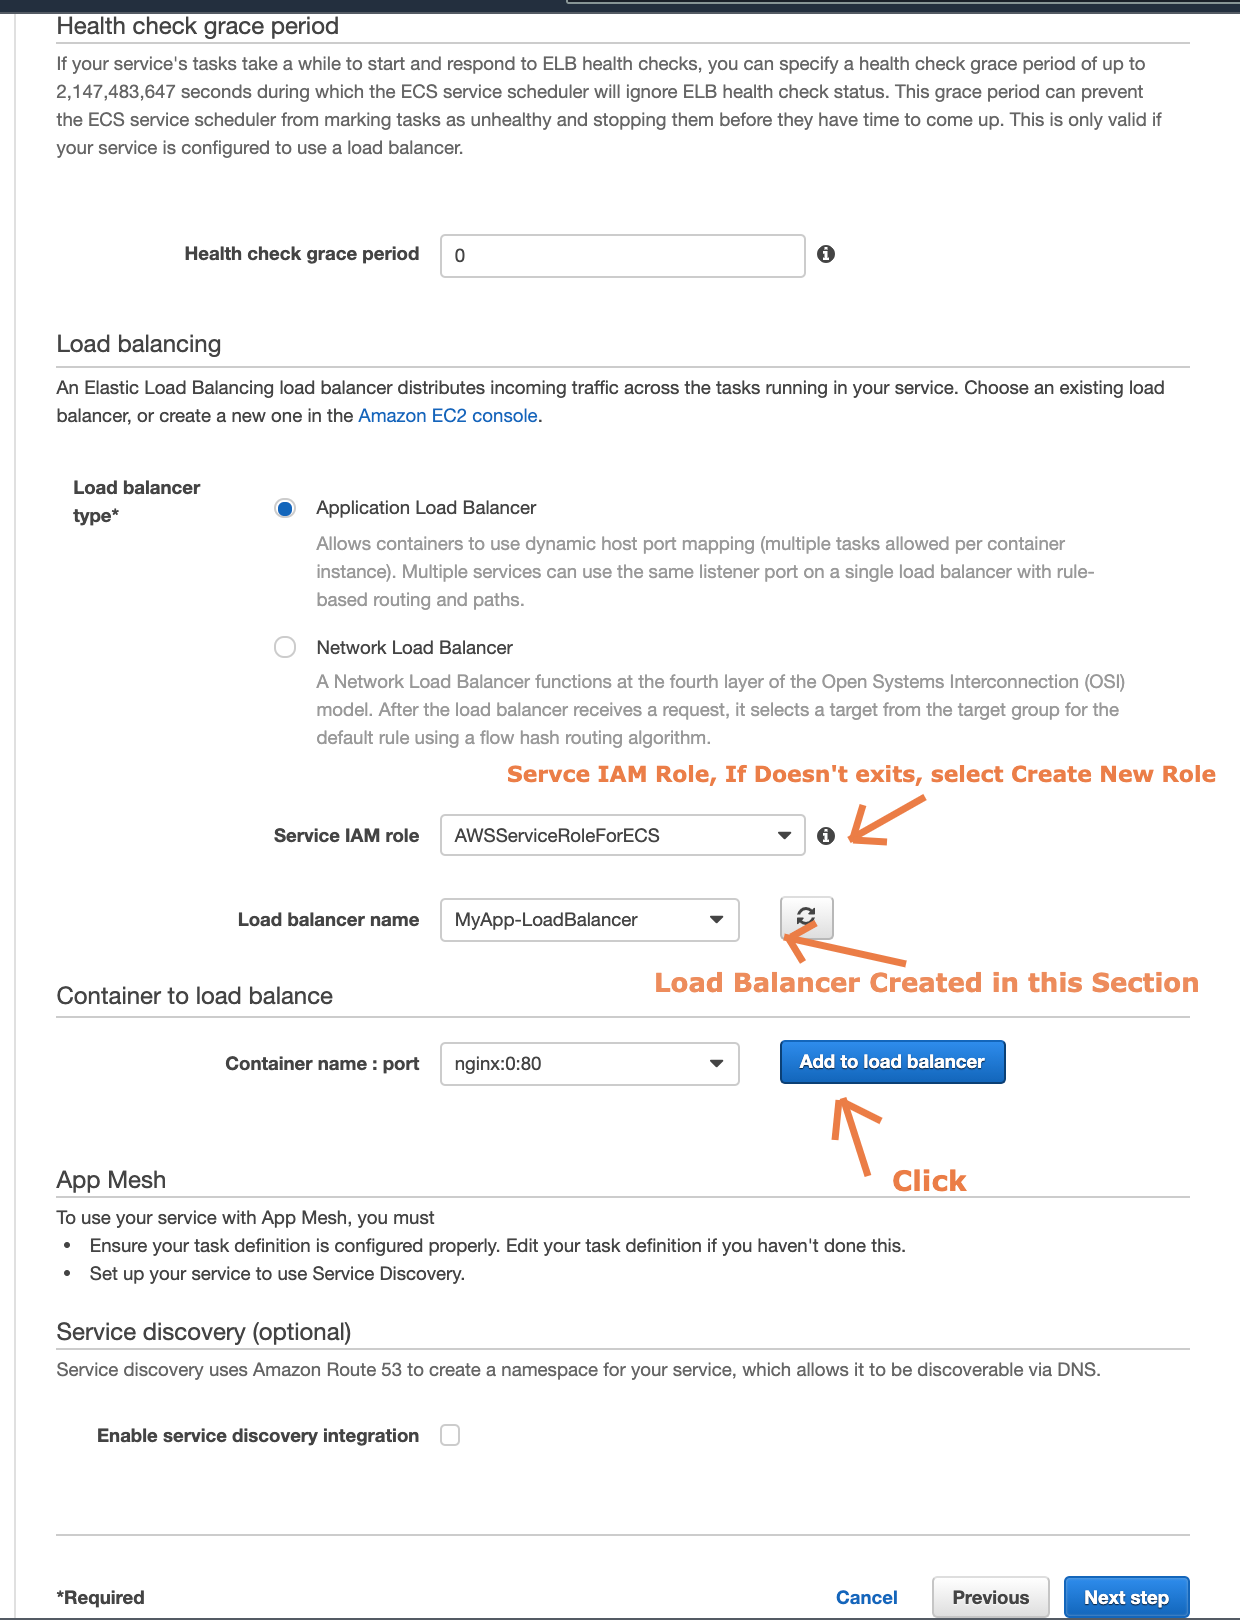 Health check grace period
If your service's tasks take a while to start and respond to ELB health checks, you can specify a health check grace period of up to
2,147,483,647 seconds during which the ECS service scheduler will ignore ELB health check status. This grace period can prevent
the ECS service scheduler from marking tasks as unhealthy and stopping them before they have time to come up. This is only valid if
your service is configured to use a load balancer.
Health check grace period 0
Load balancing
An Elastic Load Balancing load balancer distributes incoming traffic across the tasks running in your service. Choose an existing load
balancer, or create a new one in the Amazon EC2 console.
Load balancer
type*
Application Load Balancer
Allows containers to use dynamic host port mapping (multiple tasks allowed per container
instance). Multiple services can use the same listener port on a single load balancer with rule-
based routing and paths.
Network Load Balancer
A Network Load Balancer functions at the fourth layer of the Open Systems Interconnection (OSI)
model. After the load balancer receives a request, it selects a target from the target group for the
default rule using a flow hash routing algorithm.
Servce IAM Role, If Doesn't exits, select Create New Role
Service IAM role AWSServiceRoleForECS
Load balancer name MyApp-LoadBalancer
Load Balancer Created in this Section
Container to load balance
Container name : port nginx:0:80 Add to load balancer
Click
App Mesh
To use your service with App Mesh, you must
• Ensure your task definition is configured properly. Edit your task definition if you haven't done this.
• Set up your service to use Service Discovery.
Service discovery (optional)
Service discovery uses Amazon Route 53 to create a namespace for your service, which allows it to be discoverable via DNS.
Enable service discovery integration
*Required Cancel Previous Next step